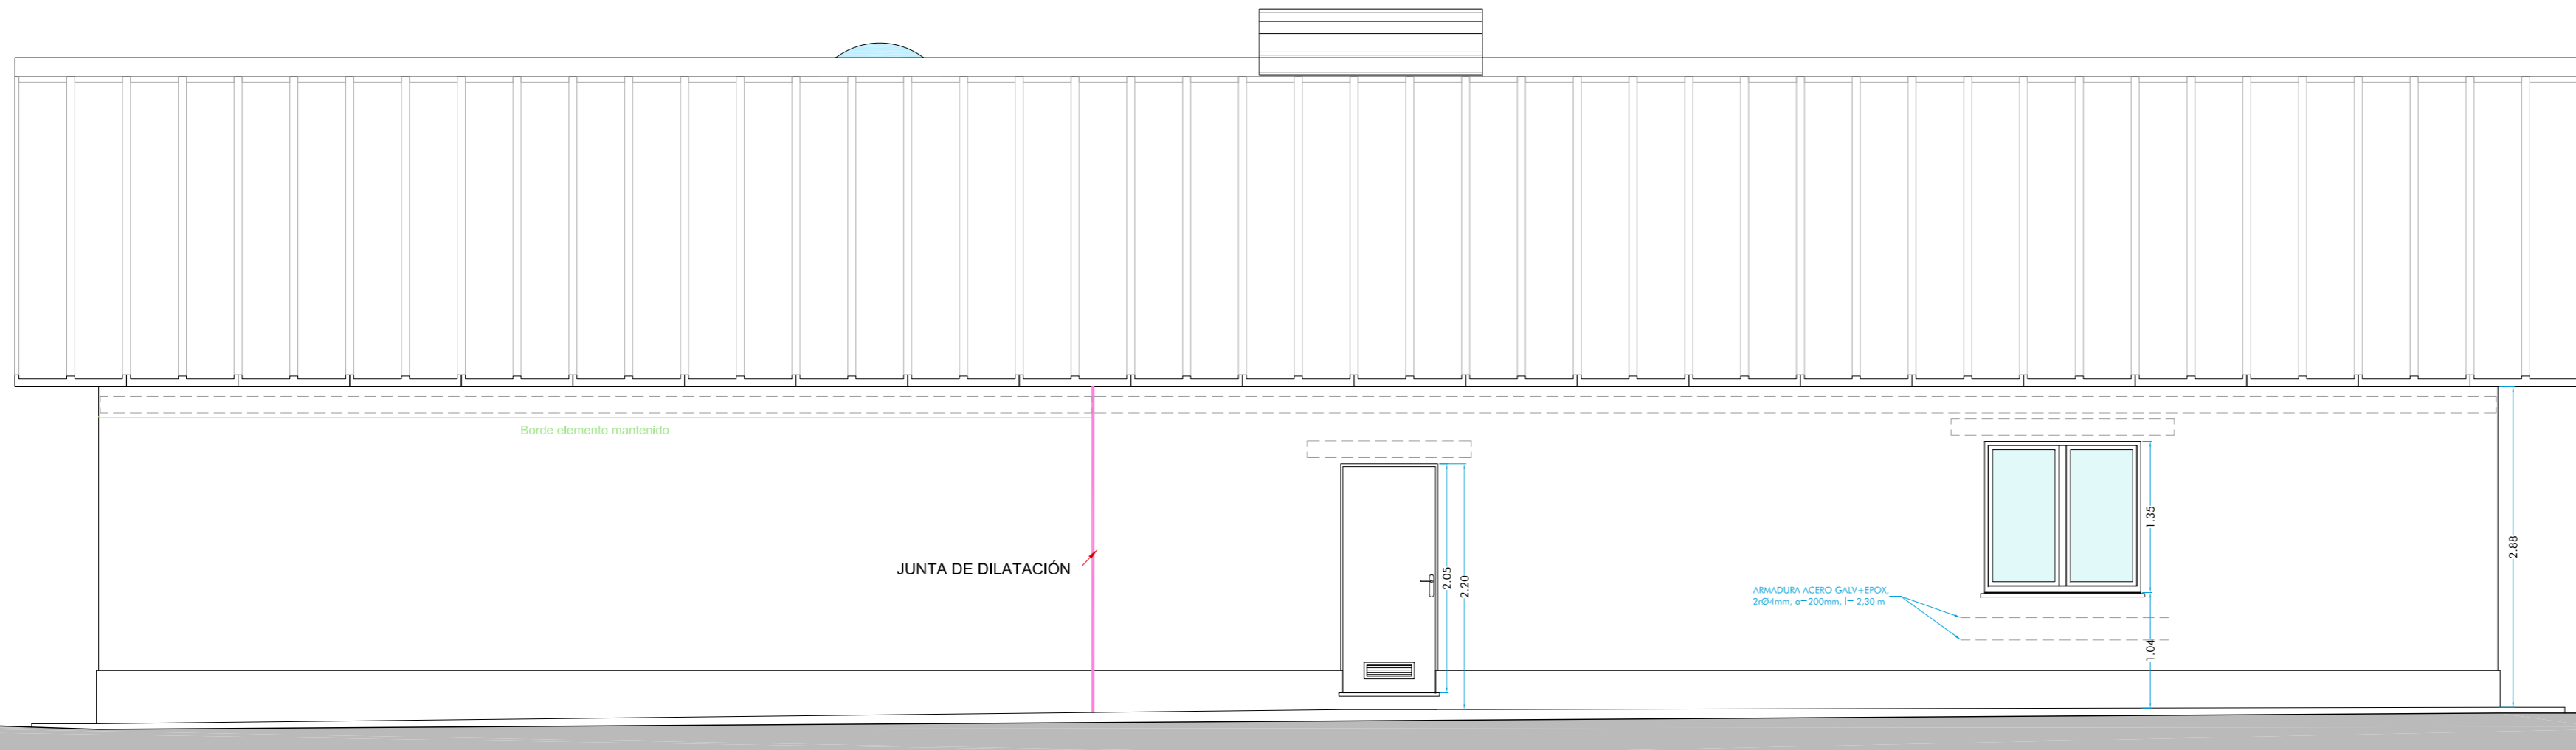 Borde elemento mantenido
JUNTA DE DILATACIÓN
2.05
2.20
ARMADURA ACERO GALV+EPOX,
2rØ4mm, a=200mm, l= 2,30 m
1.35
1.04
2.88